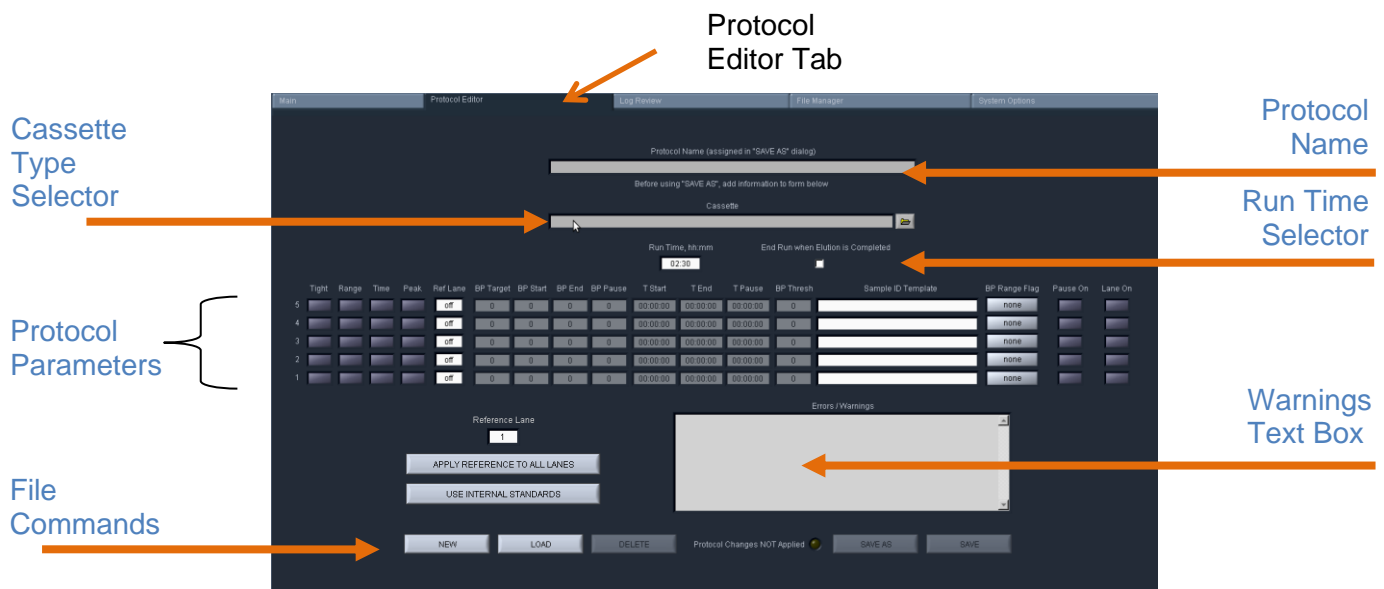 Protocol
Editor Tab
Cassette
Type
Selector
Protocol
Parameters
File
Commands
Main Protocol Editor Log Review File Manager System Options
Protocol Name (assigned in "SAVE AS" dialog)
Before using "SAVE AS", add information to form below
Cassette
Run Time, hh:mm End Run when Elution is Completed
02:30
Tight Range Time Peak Ref Lane BP Target BP Start BP End BP Pause T Start T End T Pause BP Thresh Sample ID Template BP Range Flag Pause On Lane On
5 off 0 0 0 0 00:00:00 00:00:00 00:00:00 0 none
4 off 0 0 0 0 00:00:00 00:00:00 00:00:00 0 none
3 off 0 0 0 0 00:00:00 00:00:00 00:00:00 0 none
2 off 0 0 0 0 00:00:00 00:00:00 00:00:00 0 none
1 off 0 0 0 0 00:00:00 00:00:00 00:00:00 0 none
Reference Lane
1
APPLY REFERENCE TO ALL LANES
USE INTERNAL STANDARDS
Errors / Warnings
NEW LOAD DELETE Protocol Changes NOT Applied SAVE AS SAVE
Protocol
Name
Run Time
Selector
Warnings
Text Box